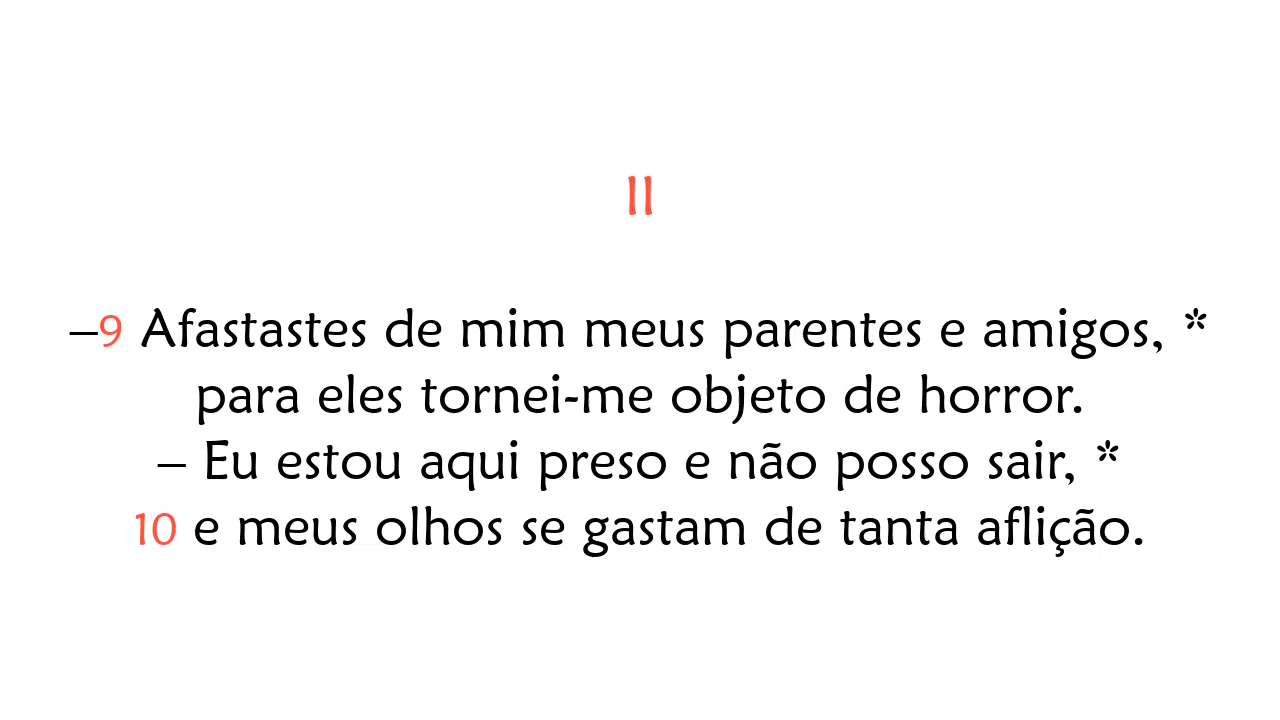 II
–9 Afastastes de mim meus parentes e amigos, *
para eles tornei-me objeto de horror.
– Eu estou aqui preso e não posso sair, *
10 e meus olhos se gastam de tanta aflição.